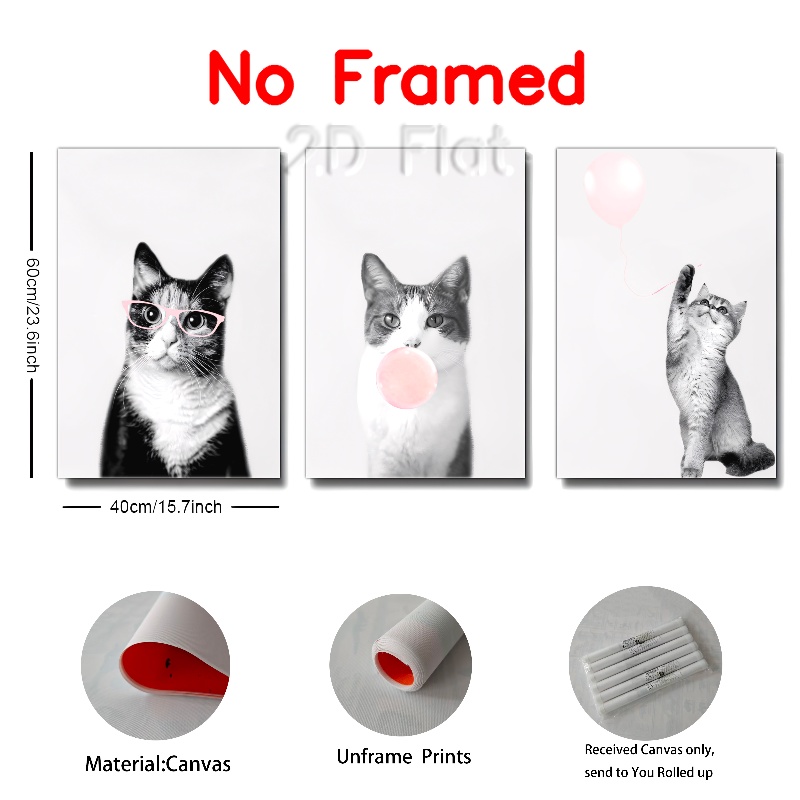 No Framed
2D Flat
60cm/23.6inch
40cm/15.7inch
Material:Canvas
Unframe Prints
Received Canvas only,
send to You Rolled up